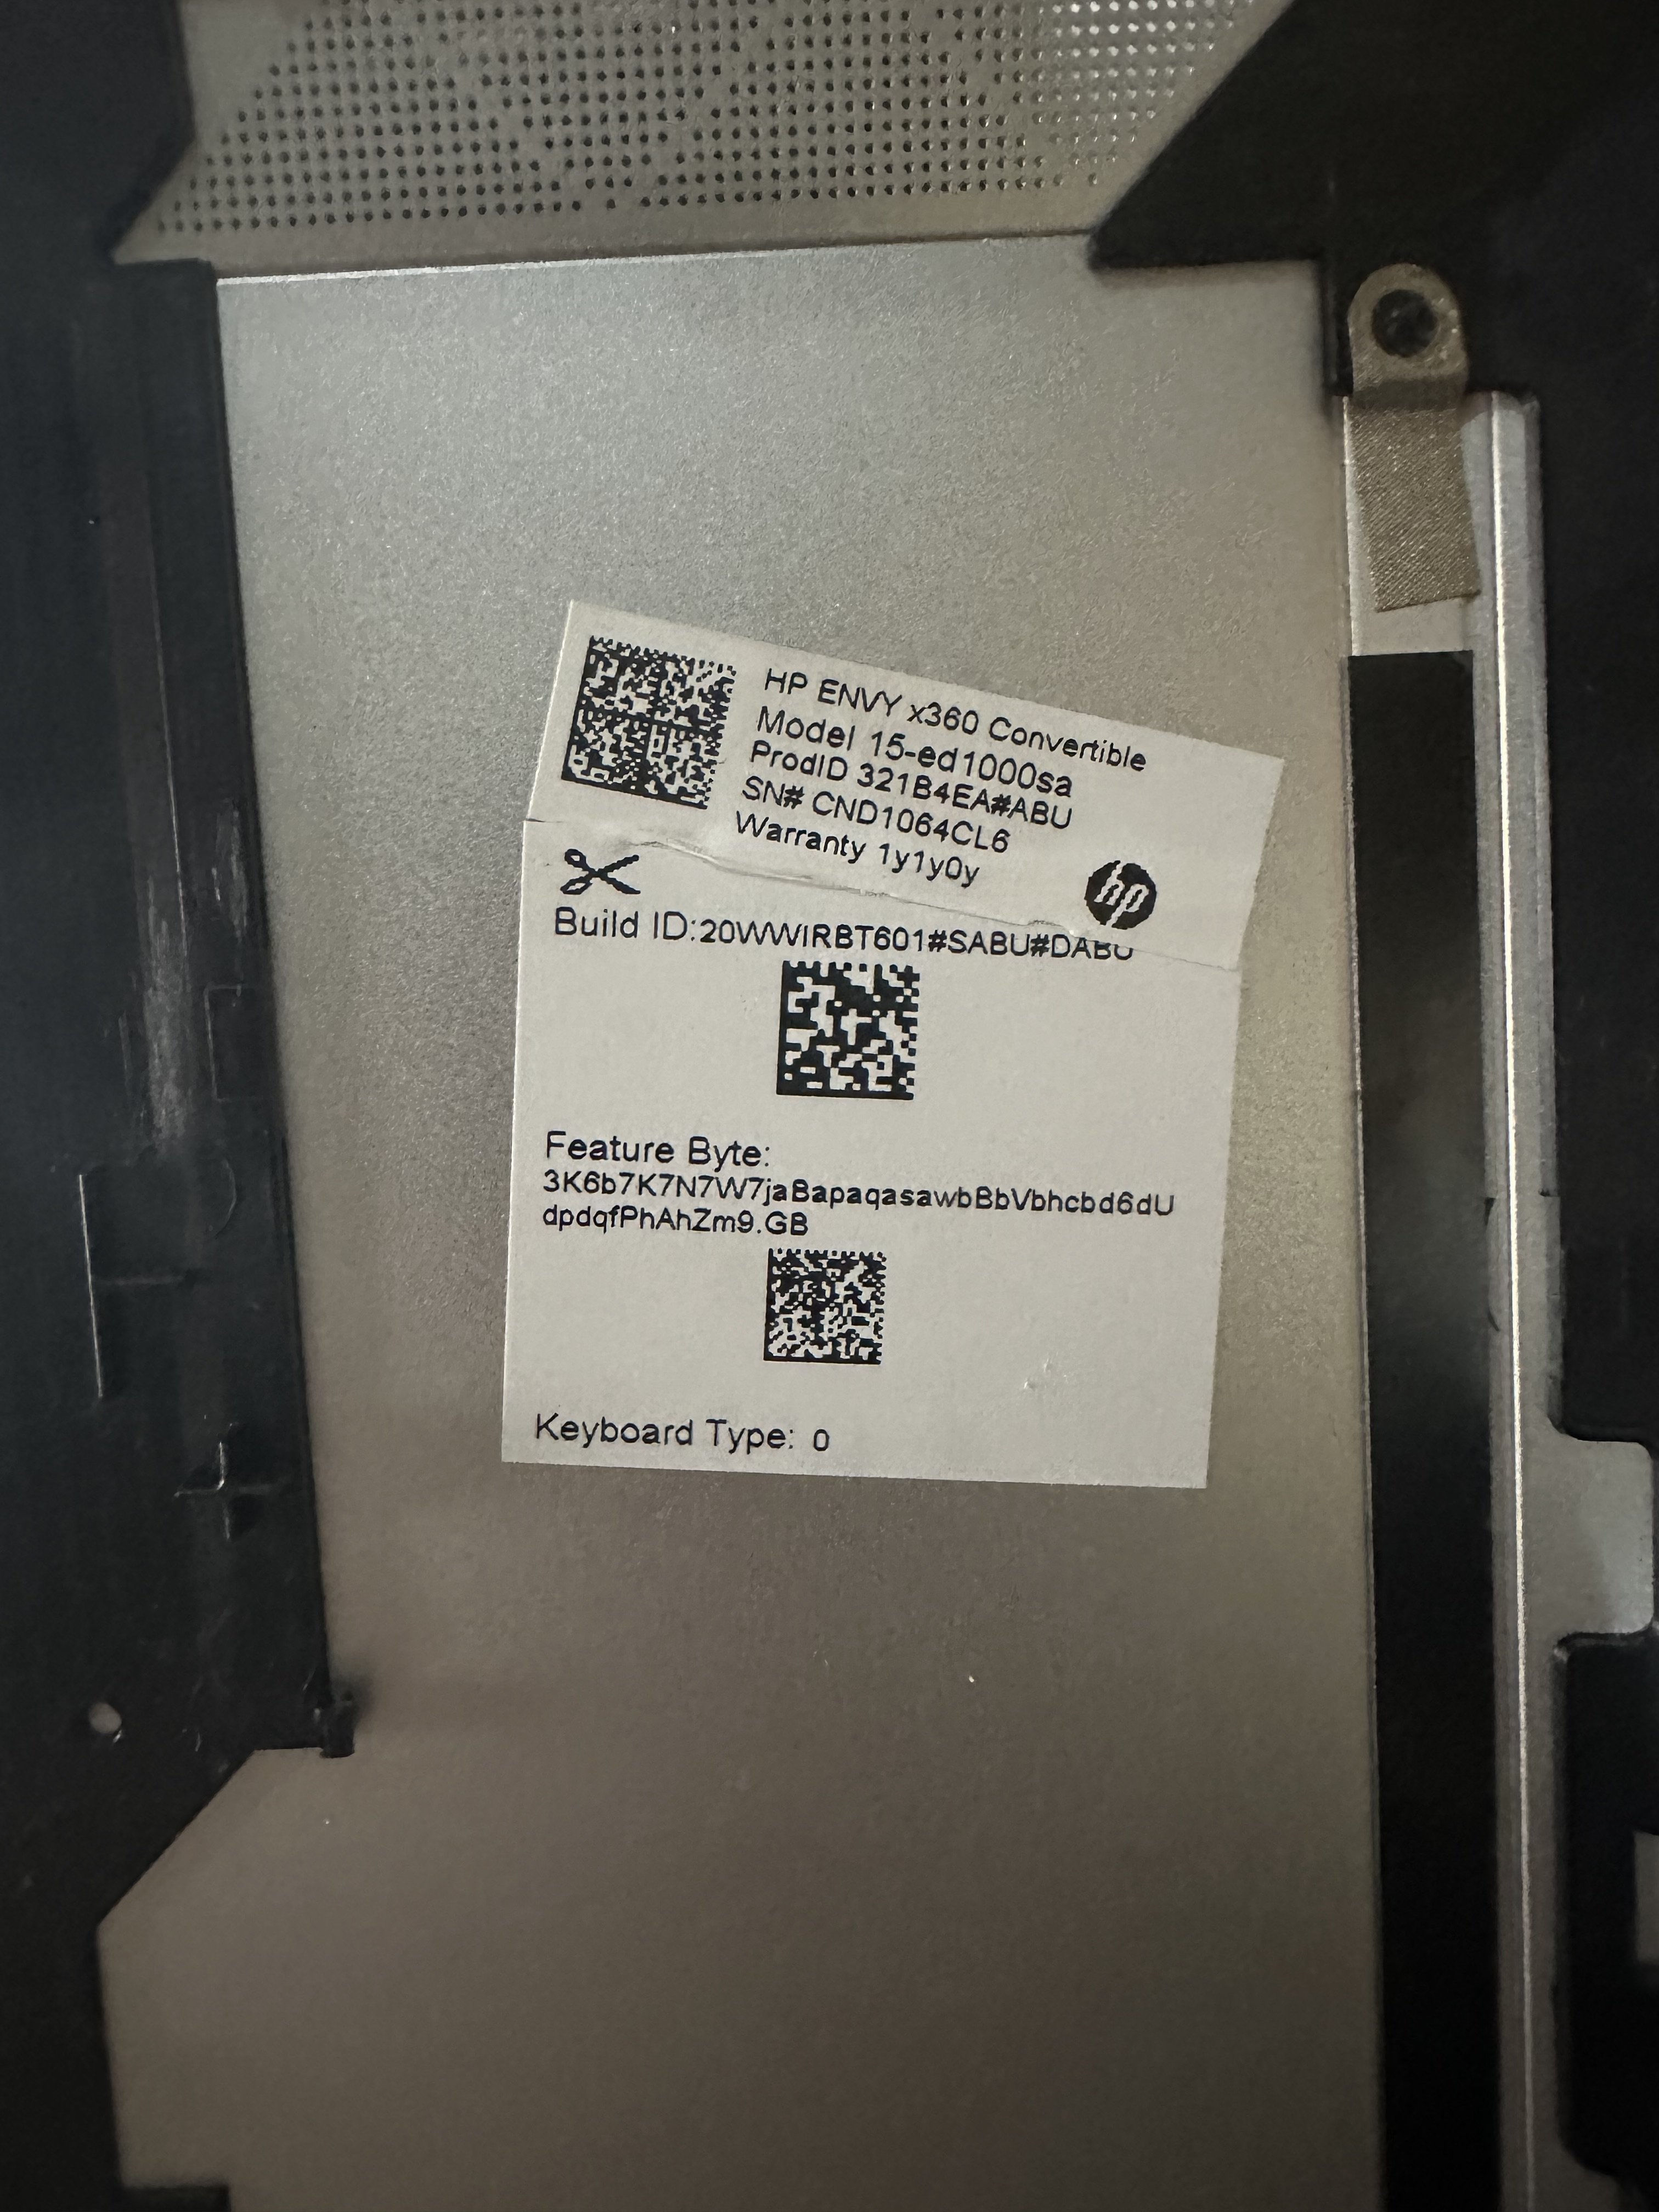 HP ENVY x360 Convertible
Model 15-ed1000sa
ProdID 321B4EA#ABU
SN# CND1064CL6
Warranty 1y1y0y
hp
Build ID:20WWIRBT601#SABU#DABU
Feature Byte:
3K6b7K7N7W7jaBapaqasawbBbVbhcbd6dU
dpdqfPhAhZm9.GB
Keyboard Type: 0